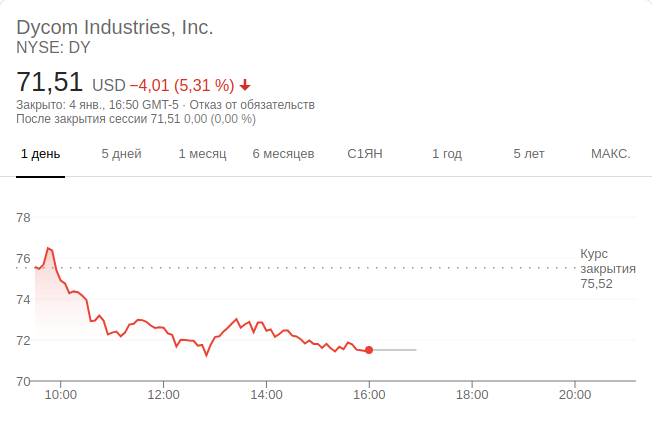 Dycom Industries, Inc.
NYSE: DY
71,51 USD −4,01 (5,31 %)
Закрыто: 4 янв., 16:50 GMT-5 · Отказ от обязательств
После закрытия сессии 71,51 0,00 (0,00 %)
1 день 5 дней 1 месяц 6 месяцев С1ЯН 1 год 5 лет МАКС.
78
76
74
72
70
Курс
закрытия
75,52
10:00 12:00 14:00 16:00 18:00 20:00